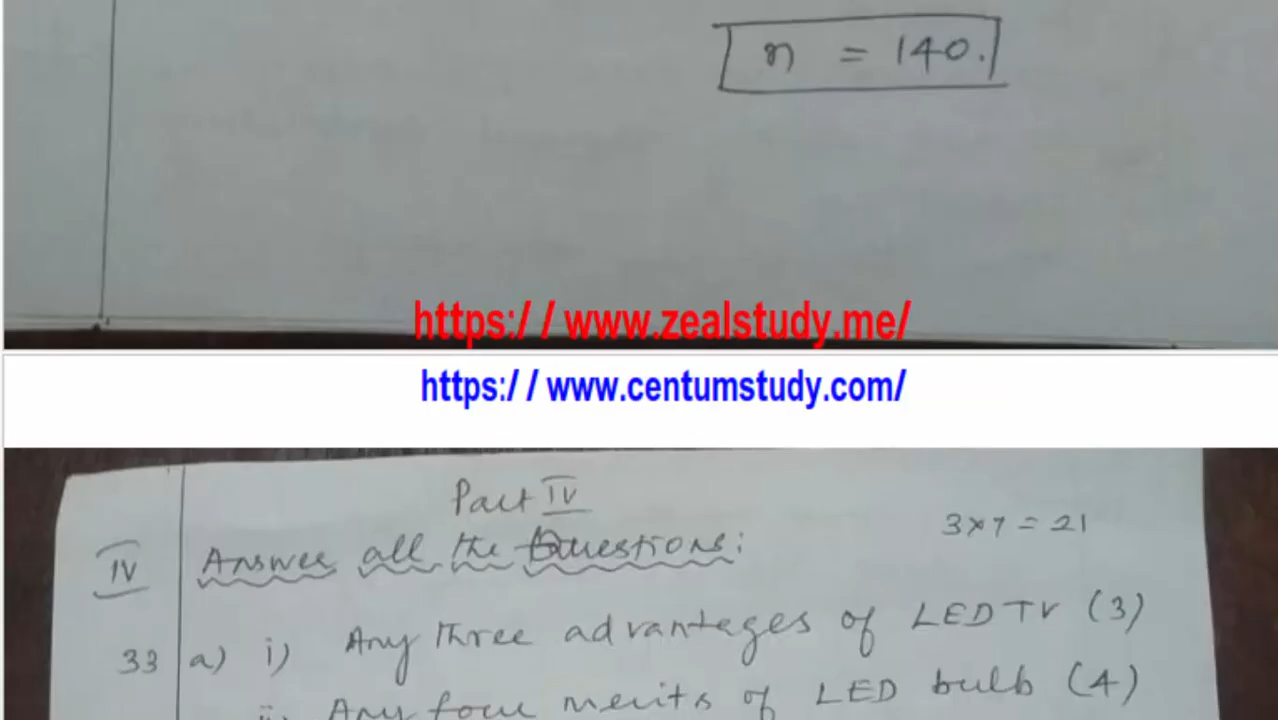 n = 140.
https:/ / www.zealstudy.me/
https:/ / www.centumstudy.com/
Part IV
3 x 7 = 21
IV Answer all the Questions:
33 a) i) Any three advantages of LED TV (3)
ii) Any four merits of LED bulb (4)